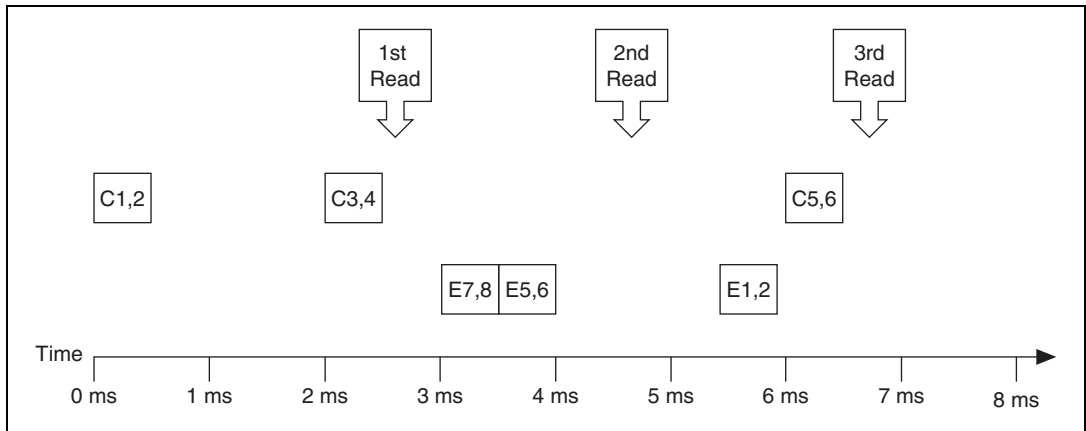 1st
Read
2nd
Read
3rd
Read
C1,2
C3,4
C5,6
E7,8
E5,6
E1,2
Time
0 ms
1 ms
2 ms
3 ms
4 ms
5 ms
6 ms
7 ms
8 ms